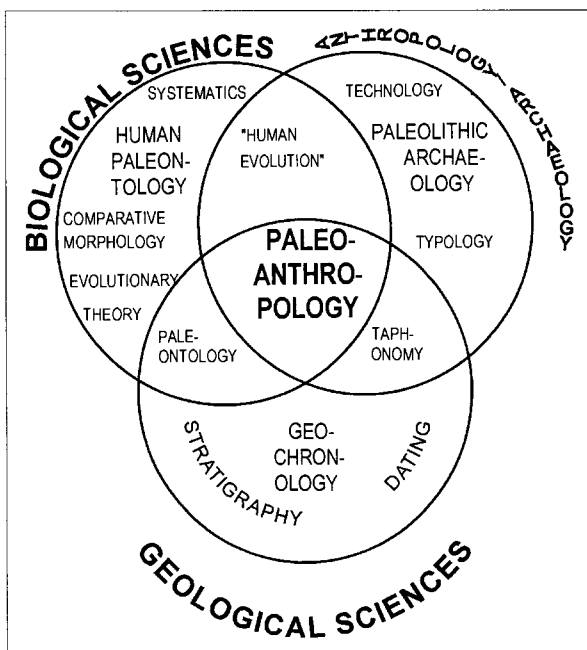 BIOLOGICAL SCIENCES
ANTHROPOLOGY/ARCHAEOLOGY
SYSTEMATICS
HUMAN
PALEON-
TOLOGY
COMPARATIVE
MORPHOLOGY
EVOLUTIONARY
THEORY
"HUMAN
EVOLUTION"
TECHNOLOGY
PALEOLITHIC
ARCHAE-
OLOGY
TYPOLOGY
PALEO-
ANTHRO-
POLOGY
PALE-
ONTOLOGY
TAPH-
ONOMY
STRATIGRAPHY
GEO-
CHRON-
OLOGY
DATING
GEOLOGICAL SCIENCES